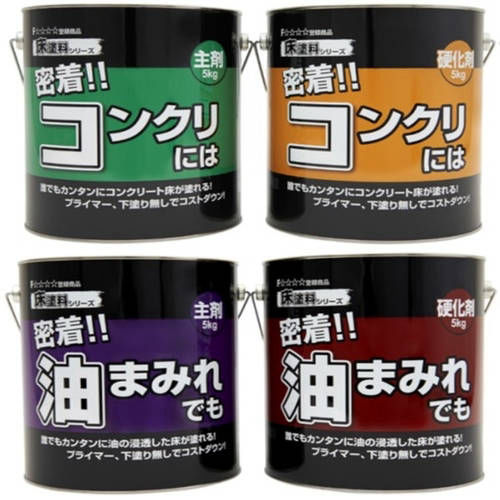 F☆☆☆☆登録商品
床塗料シリーズ
主剤
5kg
密着!!
コンクリ
には
誰でもカンタンにコンクリート床が塗れる!
プライマー、下塗り無しでコストダウン!
F☆☆☆☆登録商品
床塗料シリーズ
硬化剤
5kg
密着!!
コンクリ
には
誰でもカンタンにコンクリート床が塗れる!
プライマー、下塗り無しでコストダウン!
F☆☆☆☆登録商品
床塗料シリーズ
主剤
5kg
密着!!
油まみれ
でも
誰でもカンタンに油の浸透した床が塗れる!
プライマー、下塗り無しでコストダウン!
F☆☆☆☆登録商品
床塗料シリーズ
硬化剤
5kg
密着!!
油まみれ
でも
誰でもカンタンに油の浸透した床が塗れる!
プライマー、下塗り無しでコストダウン!